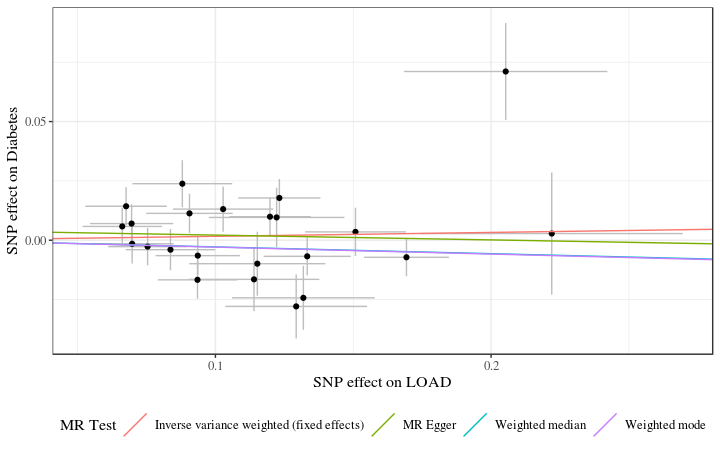 SNP effect on Diabetes
0.05
0.00
0.1
0.2
SNP effect on LOAD
MR Test
Inverse variance weighted (fixed effects)
MR Egger
Weighted median
Weighted mode